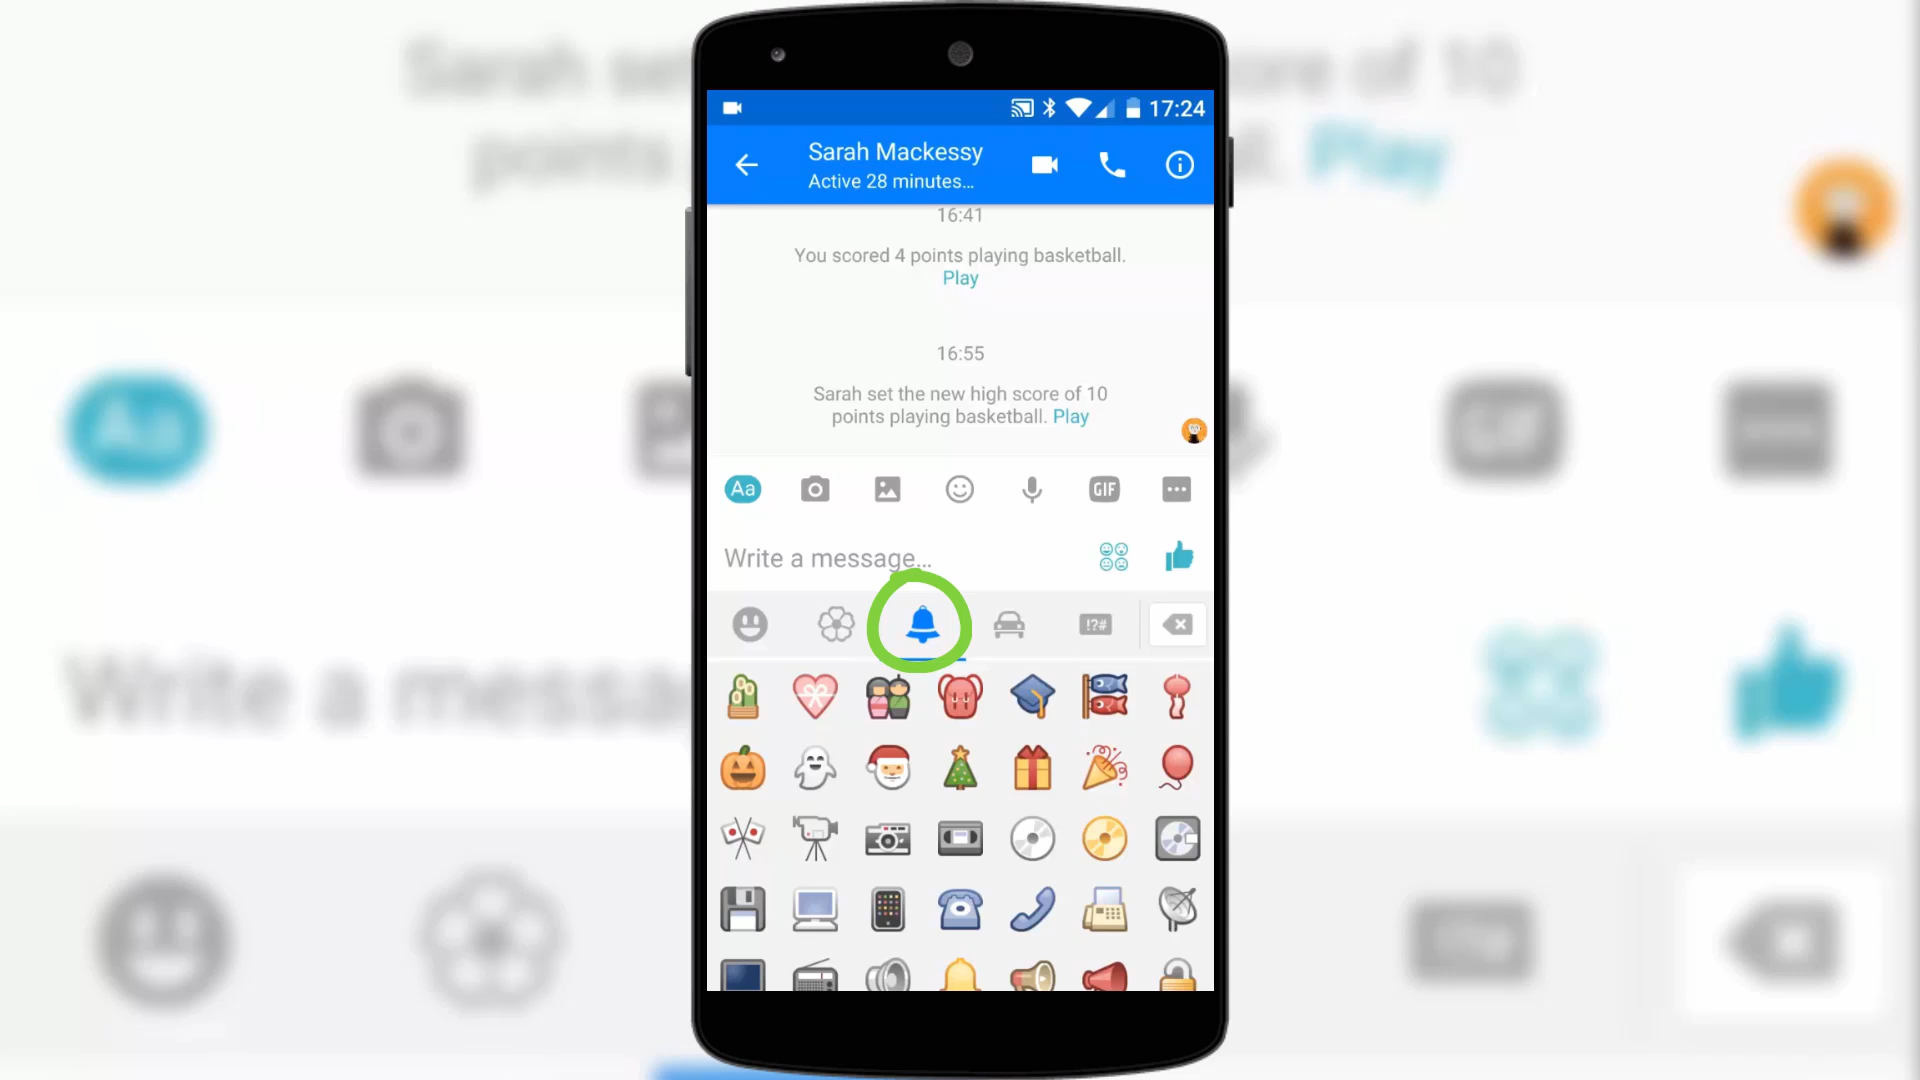 17:24
Sarah Mackessy
Active 28 minutes...
16:41
You scored 4 points playing basketball.
Play
16:55
Sarah set the new high score of 10
points playing basketball. Play
Aa
GIF
Write a message...
!?#